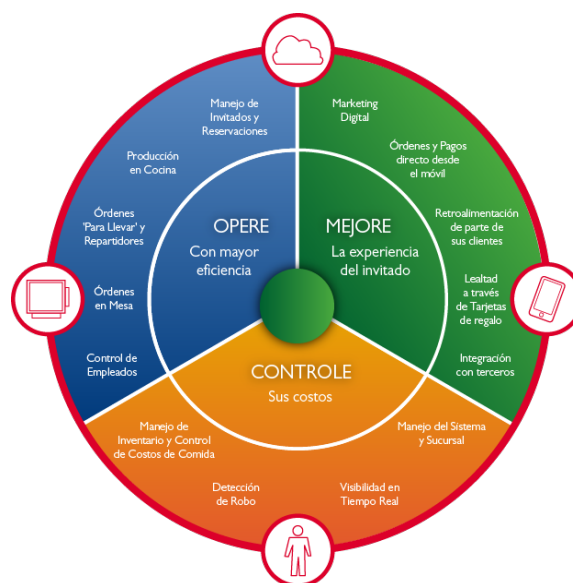 OPERE
Con mayor
eficiencia
Manejo de
Invitados y
Reservaciones
Producción
en Cocina
Órdenes
'Para Llevar' y
Repartidores
Órdenes
en Mesa
Control de
Empleados
MEJORE
La experiencia
del invitado
Marketing
Digital
Órdenes y Pagos
directo desde
el móvil
Retroalimentación
de parte de
sus clientes
Lealtad
a través
de Tarjetas
de regalo
Integración
con terceros
CONTROLE
Sus costos
Manejo de
Inventario y Control
de Costos de Comida
Detección
de Robo
Visibilidad en
Tiempo Real
Manejo del Sístema
y Sucursal